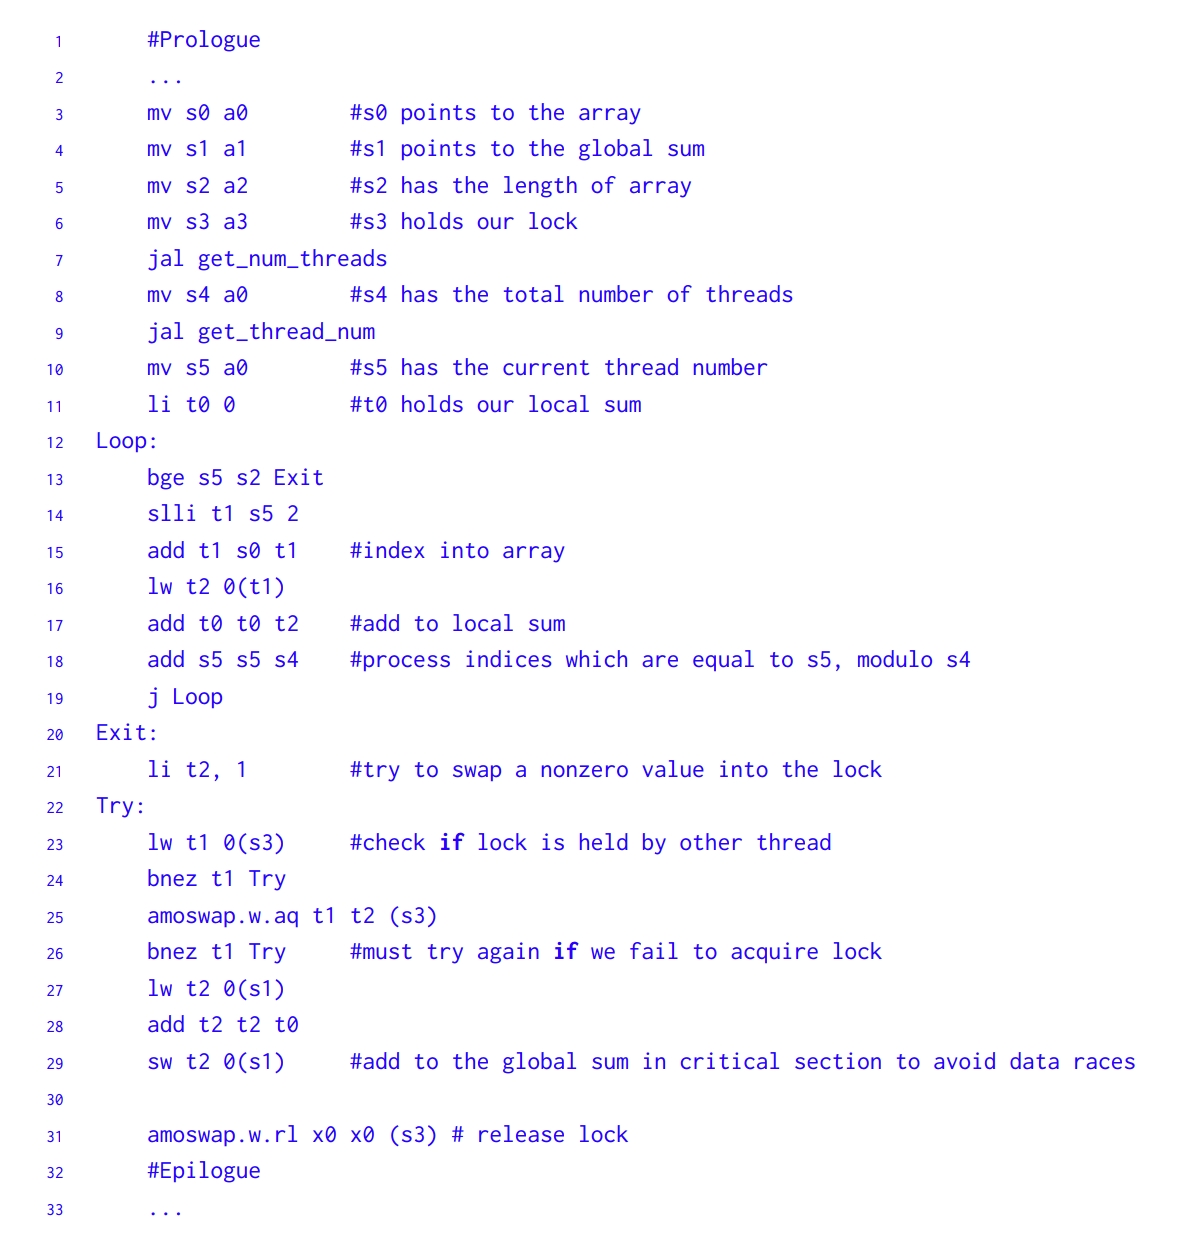 1 #Prologue
2 ...
3 mv s0 a0 #s0 points to the array
4 mv s1 a1 #s1 points to the global sum
5 mv s2 a2 #s2 has the length of array
6 mv s3 a3 #s3 holds our lock
7 jal get_num_threads
8 mv s4 a0 #s4 has the total number of threads
9 jal get_thread_num
10 mv s5 a0 #s5 has the current thread number
11 li t0 0 #t0 holds our local sum
12 Loop:
13 bge s5 s2 Exit
14 slli t1 s5 2
15 add t1 s0 t1 #index into array
16 lw t2 0(t1)
17 add t0 t0 t2 #add to local sum
18 add s5 s5 s4 #process indices which are equal to s5, modulo s4
19 j Loop
20 Exit:
21 li t2, 1 #try to swap a nonzero value into the lock
22 Try:
23 lw t1 0(s3) #check if lock is held by other thread
24 bnez t1 Try
25 amoswap.w.aq t1 t2 (s3)
26 bnez t1 Try #must try again if we fail to acquire lock
27 lw t2 0(s1)
28 add t2 t2 t0
29 sw t2 0(s1) #add to the global sum in critical section to avoid data races
30
31 amoswap.w.rl x0 x0 (s3) # release lock
32 #Epilogue
33 ...